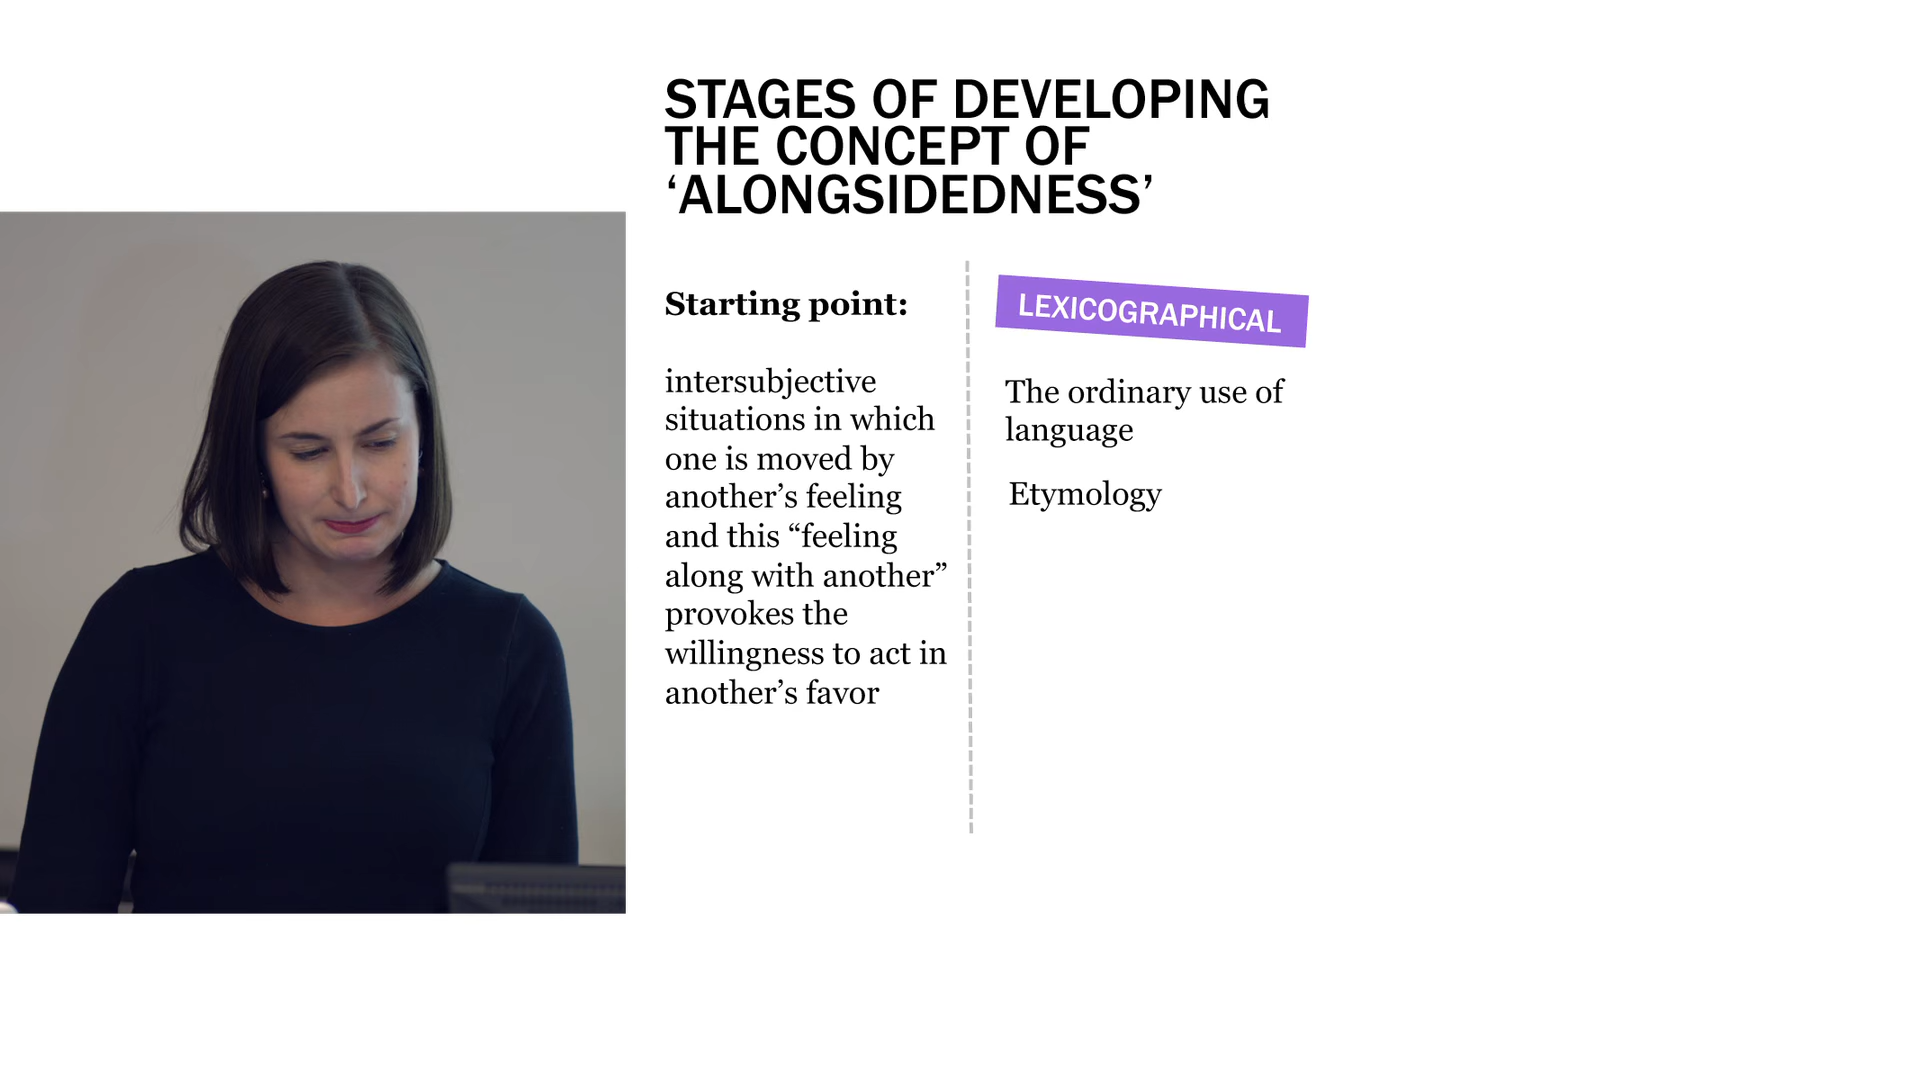 STAGES OF DEVELOPING
THE CONCEPT OF
‘ALONGSIDEDNESS’
Starting point:
intersubjective
situations in which
one is moved by
another’s feeling
and this “feeling
along with another”
provokes the
willingness to act in
another’s favor
LEXICOGRAPHICAL
The ordinary use of
language
Etymology